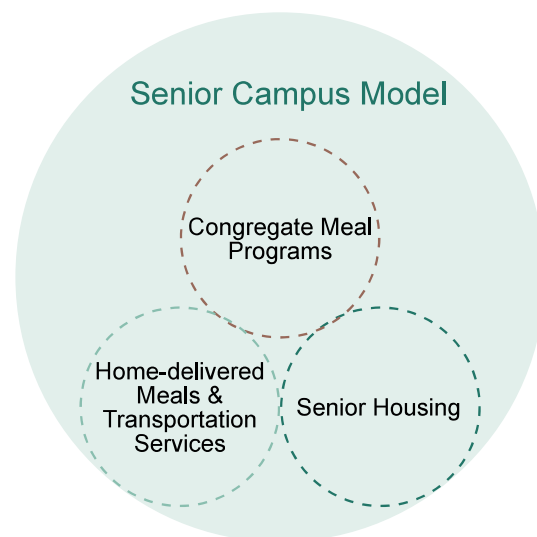 Senior Campus Model
Congregate Meal
Programs
Home-delivered
Meals &
Transportation
Services
Senior Housing